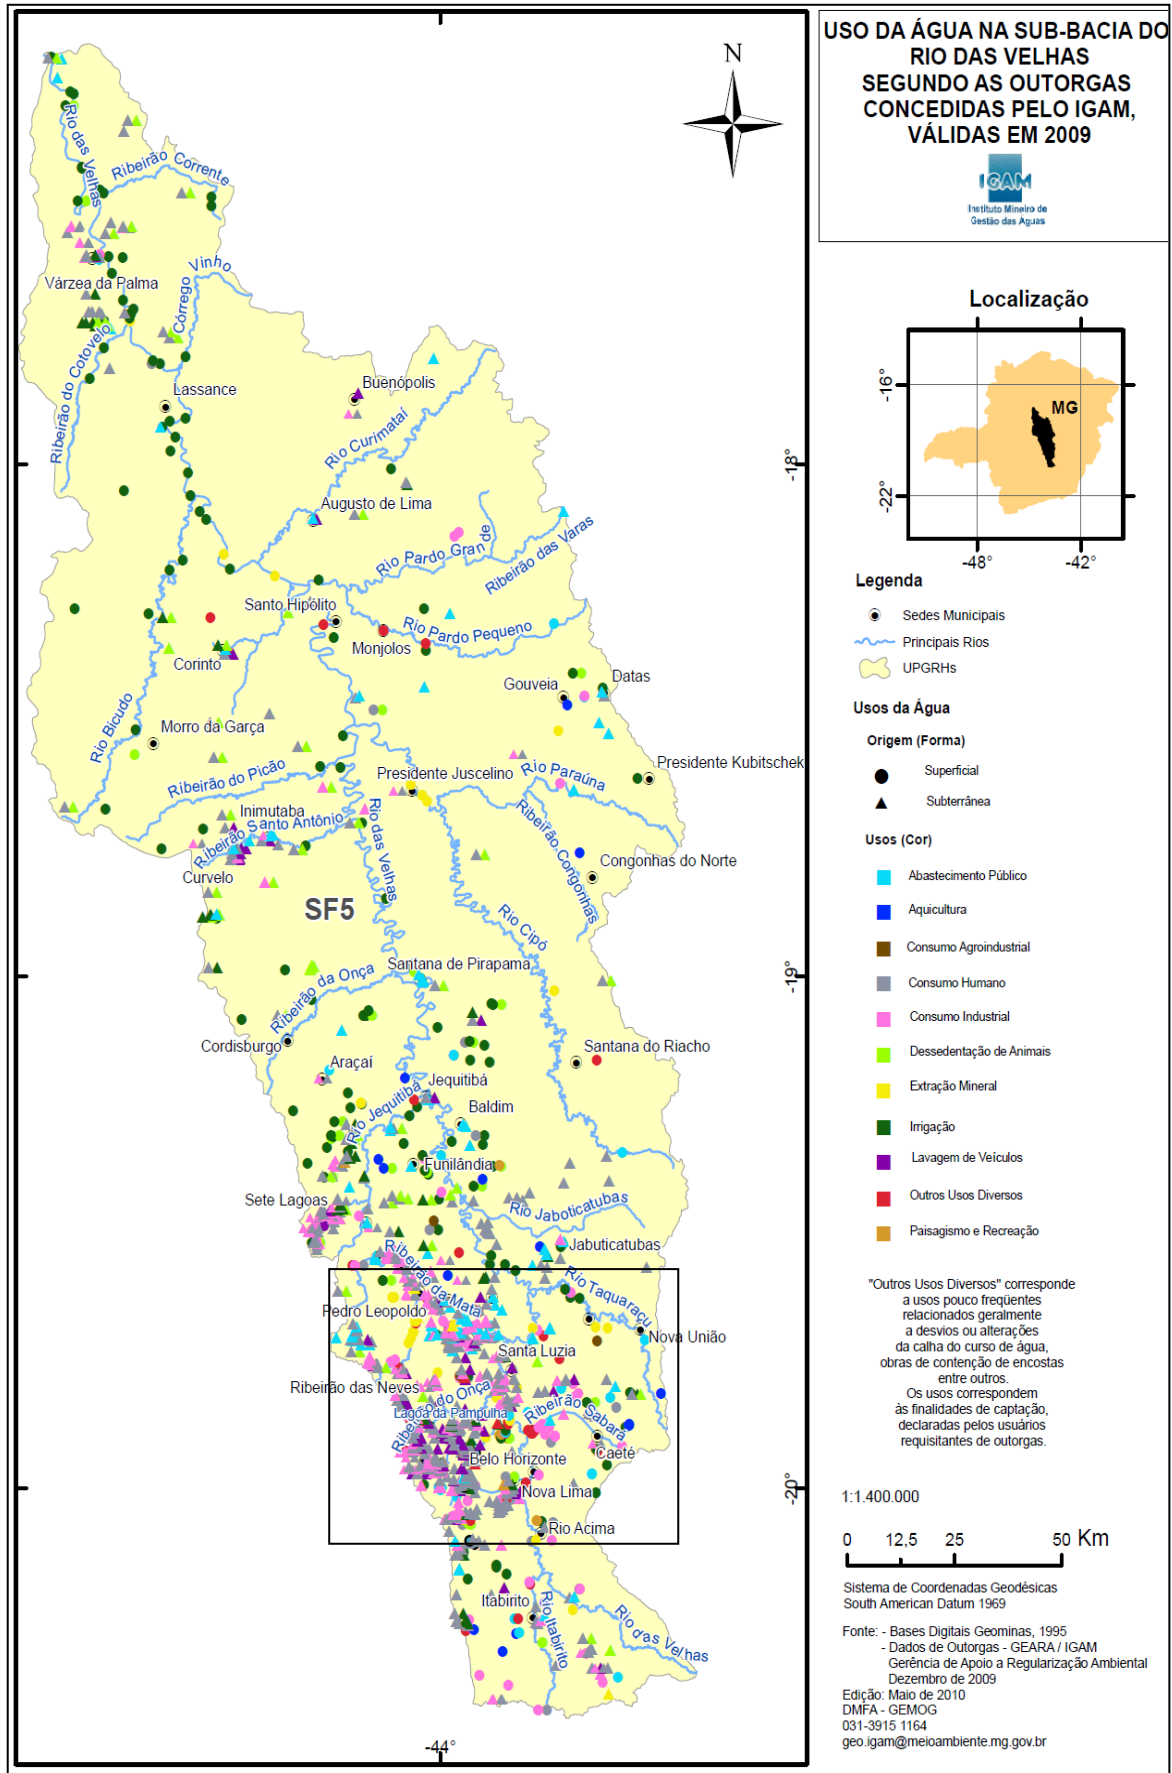 USO DA ÁGUA NA SUB-BACIA DO
RIO DAS VELHAS
SEGUNDO AS OUTORGAS
CONCEDIDAS PELO IGAM,
VÁLIDAS EM 2009
IGAM
Instituto Mineiro de
Gestão das Águas
N
Rio das Velhas
Ribeirão Corrente
Várzea da Palma
Córrego Vinho
Ribeirão do Cotovelo
Lassance
Buenópolis
Rio Curimataí
Augusto de Lima
Rio Pardo Grande
Ribeirão das Varas
Santo Hipólito
Monjolos
Rio Pardo Pequeno
Corinto
Gouveia
Datas
Rio Bicudo
Morro da Garça
Ribeirão do Picão
Presidente Juscelino
Rio Paraúna
Presidente Kubitschek
Inimutaba
Ribeirão Santo Antônio
Rio das Velhas
Ribeirão Congonhas
Curvelo
Congonhas do Norte
SF5
Rio Cipó
Santana de Pirapama
Ribeirão da Onça
Cordisburgo
Santana do Riacho
Araçaí
Jequitibá
Rio Jequitibá
Baldim
Funilândia
Sete Lagoas
Rio Jaboticatubas
Jabuticatubas
Ribeirão da Mata
Rio Taquaraçu
Pedro Leopoldo
Nova União
Santa Luzia
Ribeirão das Neves
Ribeirão do Onça
Lagoa da Pampulha
Ribeirão Sabará
Caeté
Belo Horizonte
Nova Lima
Rio Acima
Itabirito
Rio Itabirito
Rio das Velhas
-44°
-18°
-19°
-20°
Localização
MG
-16°
-22°
-48°
-42°
Legenda
Sedes Municipais
Principais Rios
UPGRHs
Usos da Água
Origem (Forma)
Superficial
Subterrânea
Usos (Cor)
Abastecimento Público
Aquicultura
Consumo Agroindustrial
Consumo Humano
Consumo Industrial
Dessedentação de Animais
Extração Mineral
Irrigação
Lavagem de Veículos
Outros Usos Diversos
Paisagismo e Recreação
"Outros Usos Diversos" corresponde
a usos pouco freqüentes
relacionados geralmente
a desvios ou alterações
da calha do curso de água,
obras de contenção de encostas
entre outros.
Os usos correspondem
às finalidades de captação,
declaradas pelos usuários
requisitantes de outorgas.
1:1.400.000
0 12,5 25 50 Km
Sistema de Coordenadas Geodésicas
South American Datum 1969
Fonte: - Bases Digitais Geominas, 1995
- Dados de Outorgas - GEARA / IGAM
Gerência de Apoio a Regularização Ambiental
Dezembro de 2009
Edição: Maio de 2010
DMFA - GEMOG
031-3915 1164
geo.igam@meioambiente.mg.gov.br